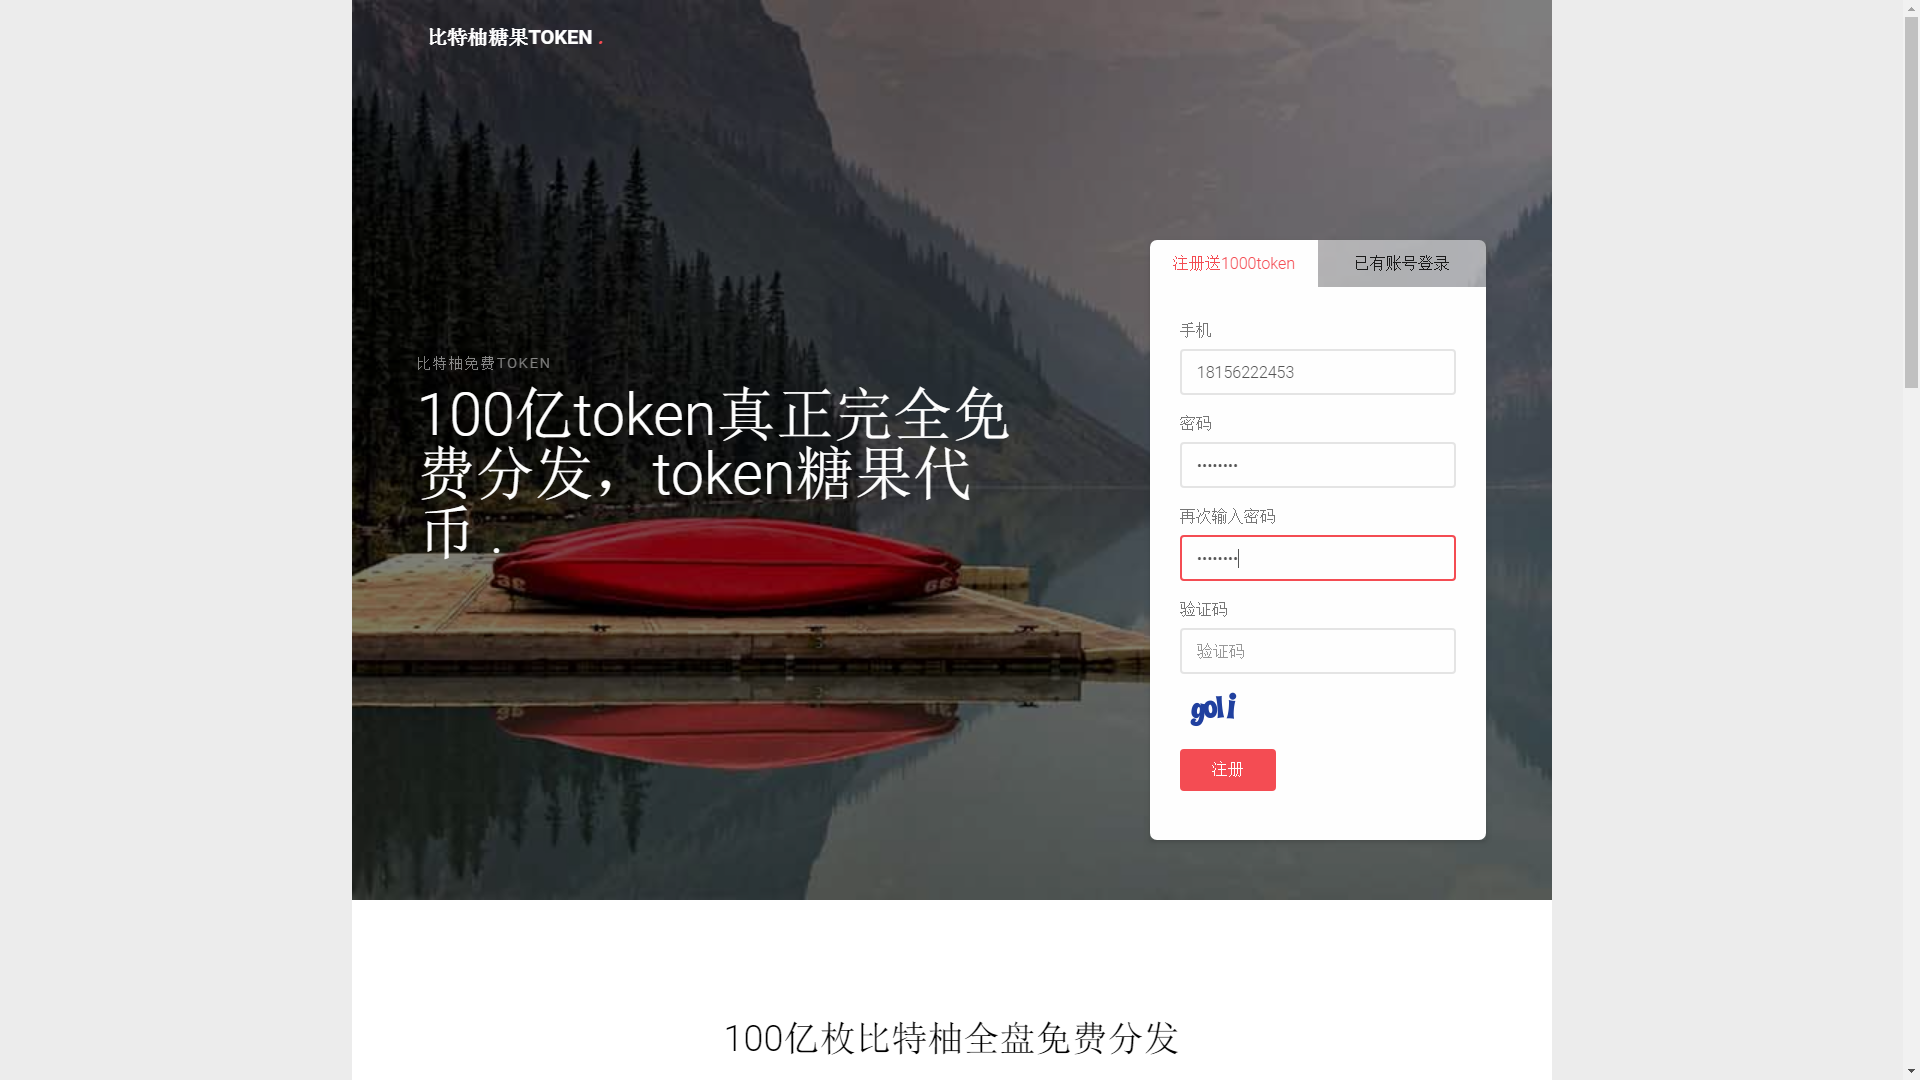 比特柚糖果TOKEN .
注册送1000token
已有账号登录
手机
18156222453
密码
••••••••
再次输入密码
••••••••
验证码
验证码
goli
注册
比特柚免费TOKEN
100亿token真正完全免
费分发，token糖果代
币 .
100亿枚比特柚全盘免费分发